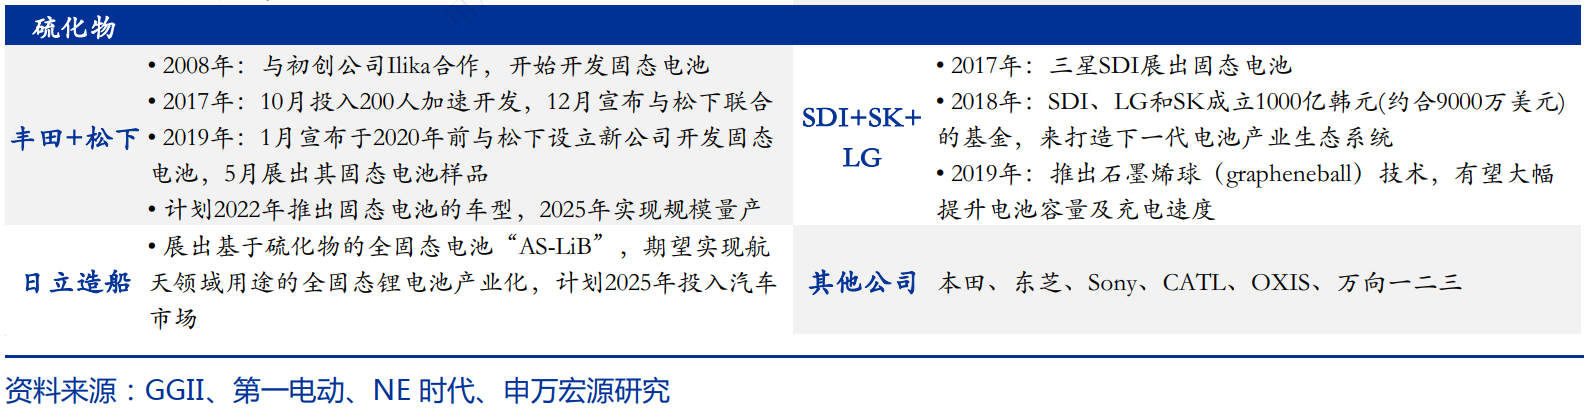 硫化物
丰田+松下
• 2008年：与初创公司Ilika合作，开始开发固态电池
• 2017年：10月投入200人加速开发，12月宣布与松下联合
• 2019年：1月宣布于2020年前与松下设立新公司开发固态
电池，5月展出其固态电池样品
• 计划2022年推出固态电池的车型，2025年实现规模量产
SDI+SK+
LG
• 2017年：三星SDI展出固态电池
• 2018年：SDI、LG和SK成立1000亿韩元(约合9000万美元)
的基金，来打造下一代电池产业生态系统
• 2019年：推出石墨烯球（grapheneball）技术，有望大幅
提升电池容量及充电速度
日立造船
• 展出基于硫化物的全固态电池“AS-LiB”，期望实现航
天领域用途的全固态锂电池产业化，计划2025年投入汽车
市场
其他公司
本田、东芝、Sony、CATL、OXIS、万向一二三
资料来源：GGII、第一电动、NE 时代、申万宏源研究